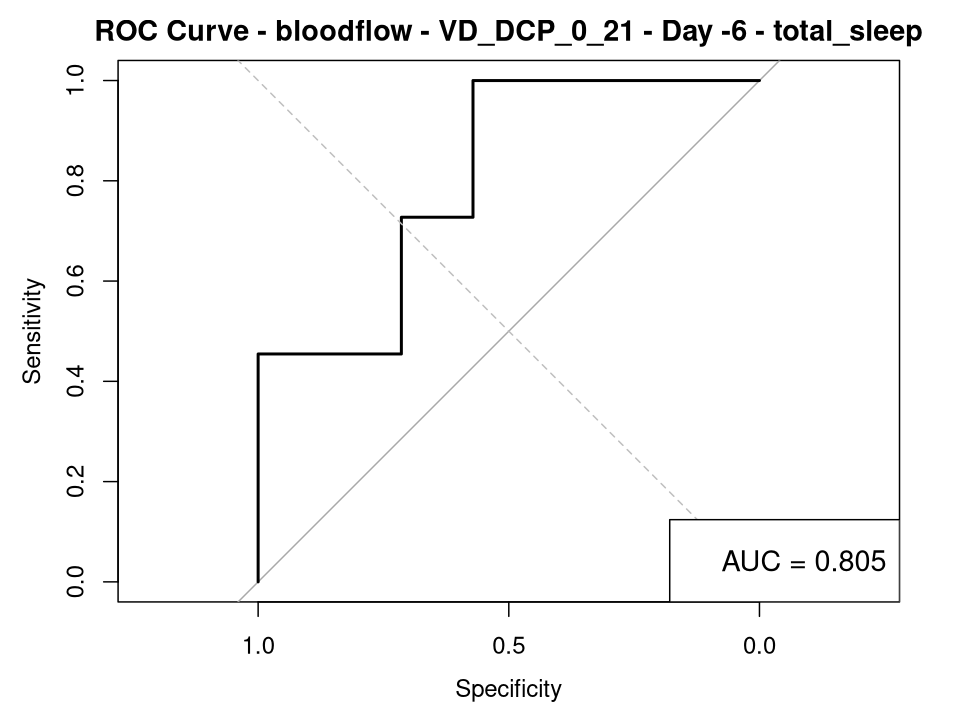 ROC Curve - bloodflow - VD_DCP_0_21 - Day -6 - total_sleep
Sensitivity
1.0
0.8
0.6
0.4
0.2
0.0
AUC = 0.805
1.0 0.5 0.0
Specificity